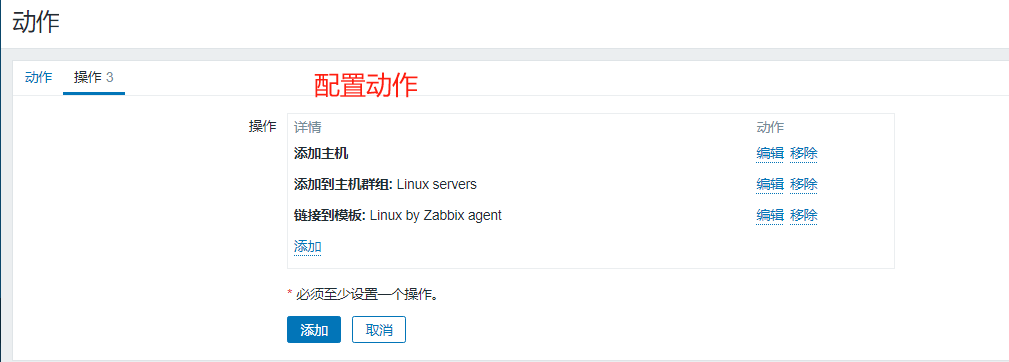 动作
动作 操作 3
配置动作
操作 详情 动作
添加主机 编辑 移除
添加到主机群组: Linux servers 编辑 移除
链接到模板: Linux by Zabbix agent 编辑 移除
添加
* 必须至少设置一个操作。
添加 取消